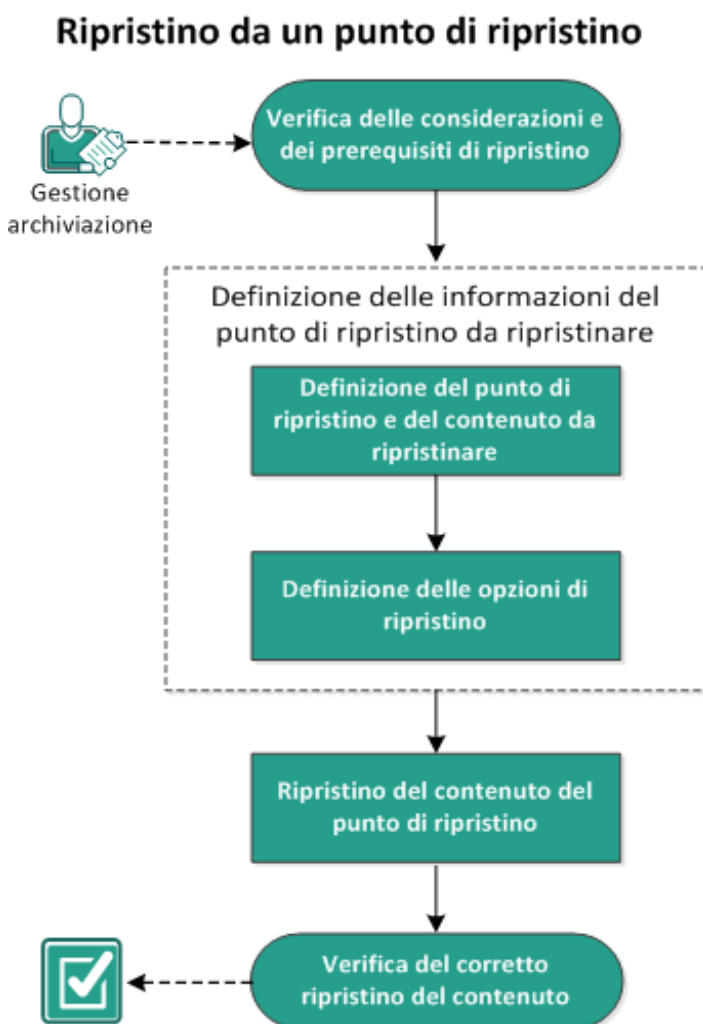 Ripristino da un punto di ripristino
Verifica delle considerazioni e
dei prerequisiti di ripristino
Gestione
archiviazione
Definizione delle informazioni del
punto di ripristino da ripristinare
Definizione del punto di
ripristino e del contenuto da
ripristinare
Definizione delle opzioni di
ripristino
Ripristino del contenuto del
punto di ripristino
Verifica del corretto
ripristino del contenuto